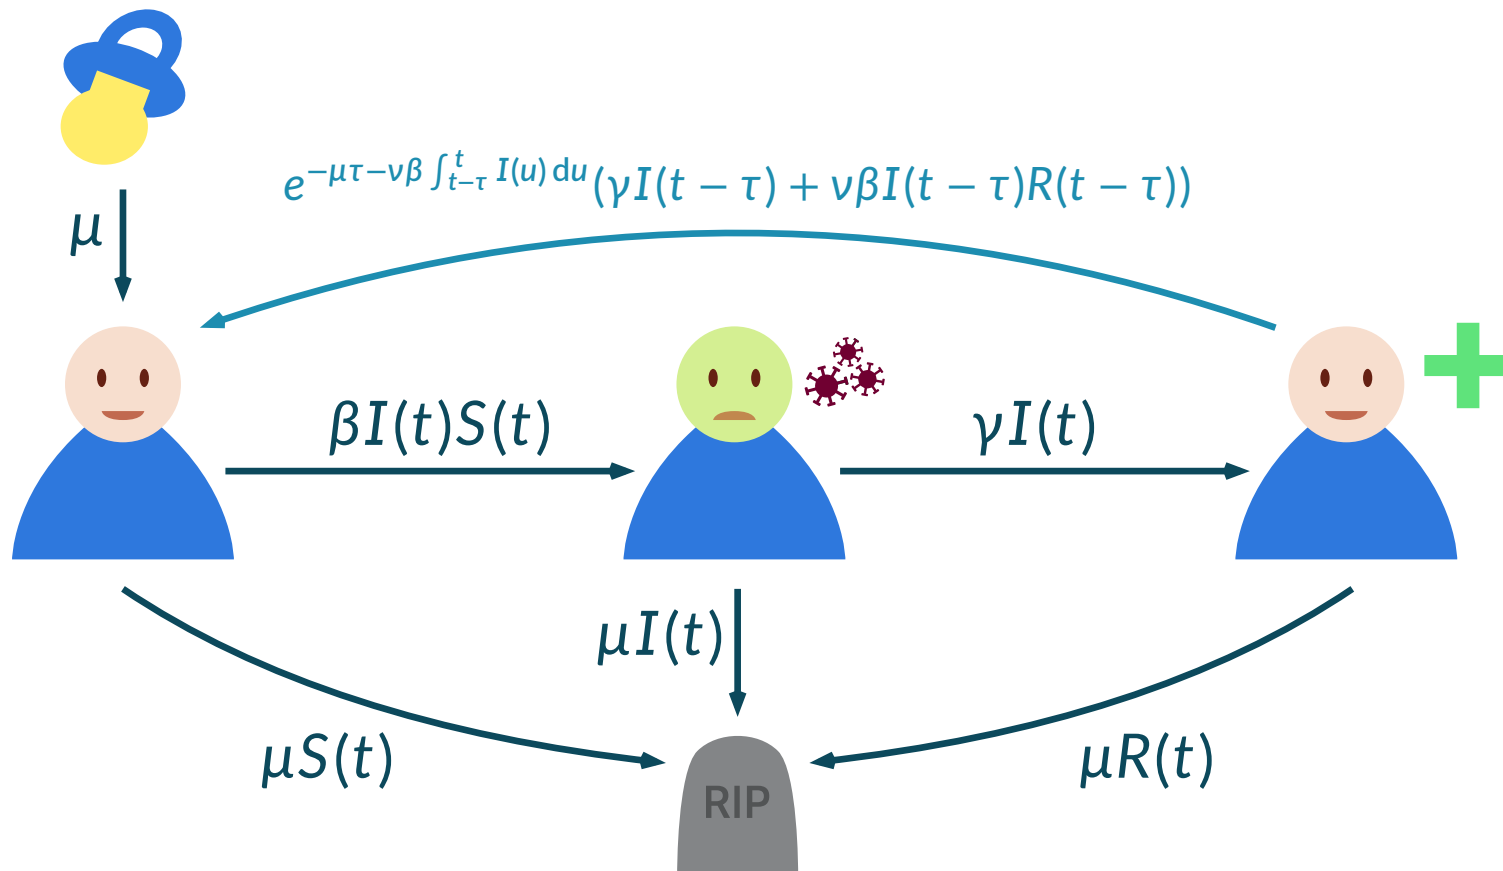 e^{−μτ−νβ ∫_{t−τ}^{t} I(u) du}(γI(t − τ) + νβI(t − τ)R(t − τ))
μ
βI(t)S(t)
γI(t)
μI(t)
μS(t)
μR(t)
RIP